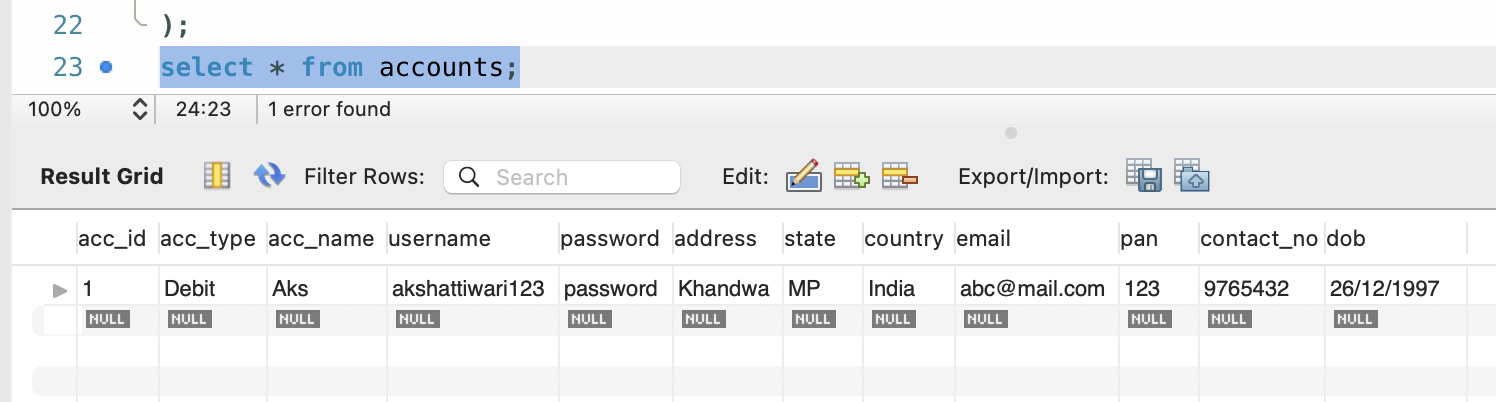 22 );
23 select * from accounts;
100% 24:23 1 error found
Result Grid Filter Rows: Search Edit: Export/Import:
acc_id acc_type acc_name username password address state country email pan contact_no dob
1 Debit Aks akshattiwari123 password Khandwa MP India abc@mail.com 123 9765432 26/12/1997
NULL NULL NULL NULL NULL NULL NULL NULL NULL NULL NULL NULL